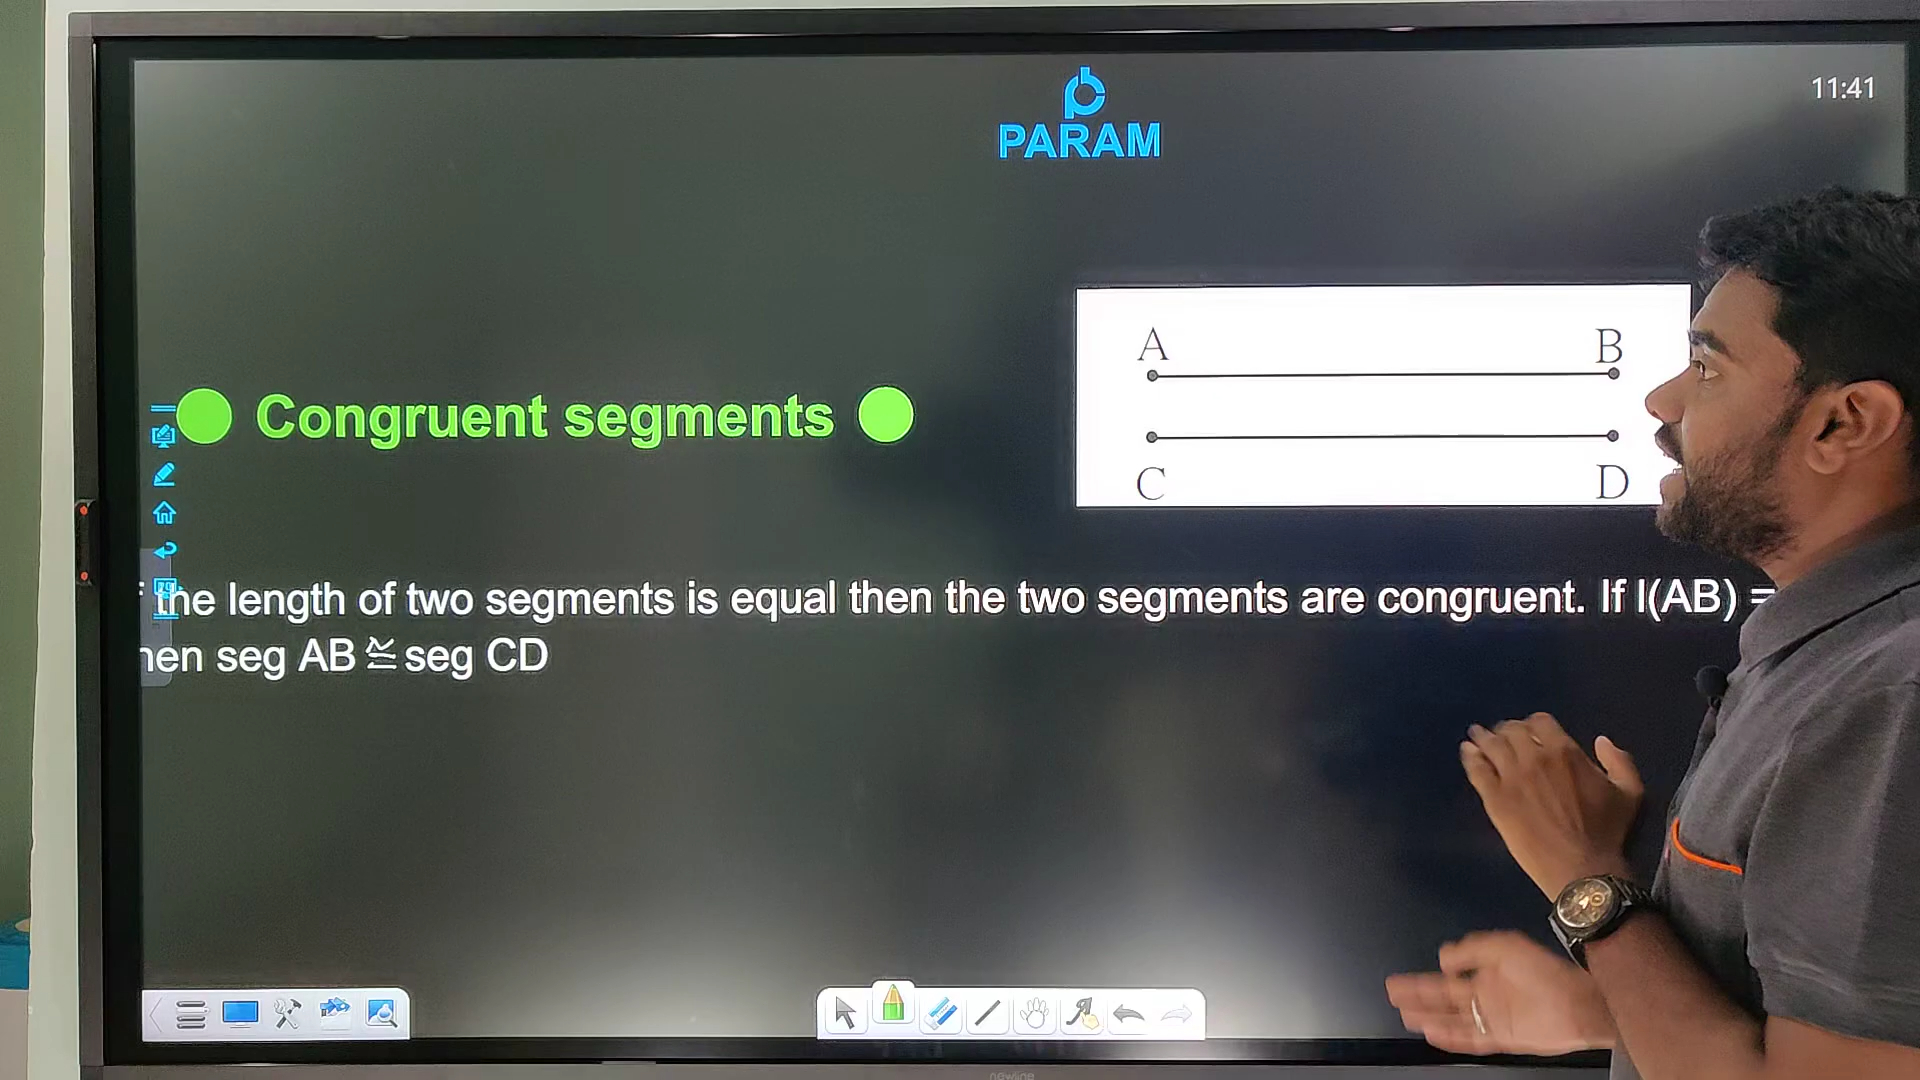 11:41
PARAM
A B
Congruent segments
C D
the length of two segments is equal then the two segments are congruent. If l(AB) =
hen seg AB ≅ seg CD
newline